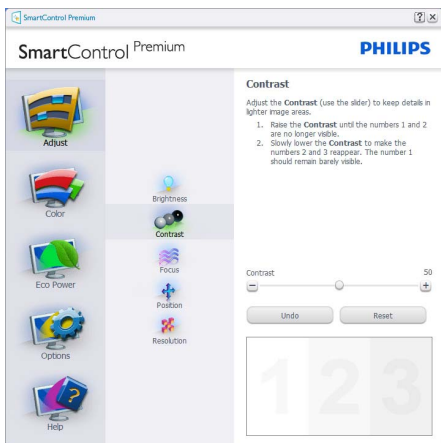 SmartControl Premium
SmartControl Premium
PHILIPS
Adjust
Color
Eco Power
Options
Help
Brightness
Contrast
Focus
Position
Resolution
Contrast
Adjust the Contrast (use the slider) to keep details in
lighter image areas.
1. Raise the Contrast until the numbers 1 and 2
are no longer visible.
2. Slowly lower the Contrast to make the
numbers 2 and 3 reappear. The number 1
should remain barely visible.
Contrast 50
Undo Reset
1 2 3